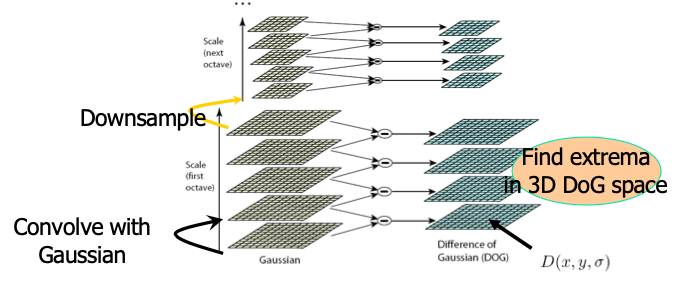 ...
Scale
(next
octave)
Downsample
Scale
(first
octave)
Find extrema
in 3D DoG space
Convolve with
Gaussian
Gaussian
Difference of
Gaussian (DOG)
D(x, y, σ)